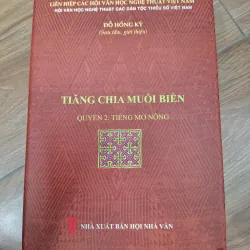 LIÊN HIỆP CÁC HỘI VĂN HỌC NGHỆ THUẬT VIỆT NAM
HỘI VĂN HỌC NGHỆ THUẬT CÁC DÂN TỘC THIỂU SỐ VIỆT NAM
ĐỖ HỒNG KỲ
(Sưu tầm, giới thiệu)
TIĂNG CHIA MUỐI BIỂN
QUYỂN 2: TIẾNG MƠ NÔNG
NHÀ XUẤT BẢN HỘI NHÀ VĂN